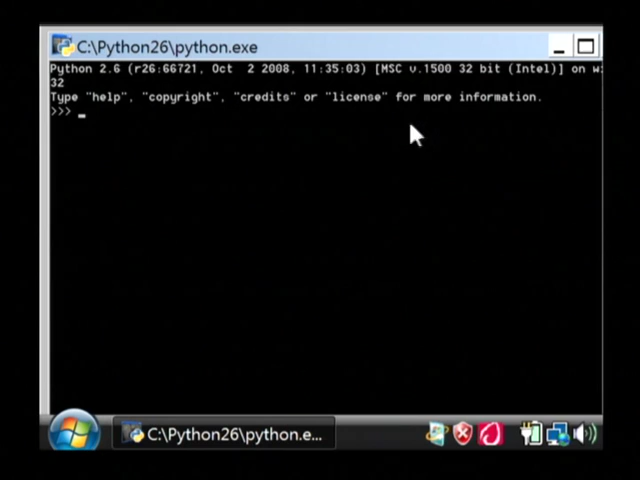 C:\Python26\python.exe
Python 2.6 (r26:66721, Oct  2 2008, 11:35:03) [MSC v.1500 32 bit (Intel)] on w
32
Type "help", "copyright", "credits" or "license" for more information.
>>> _
C:\Python26\python.e...